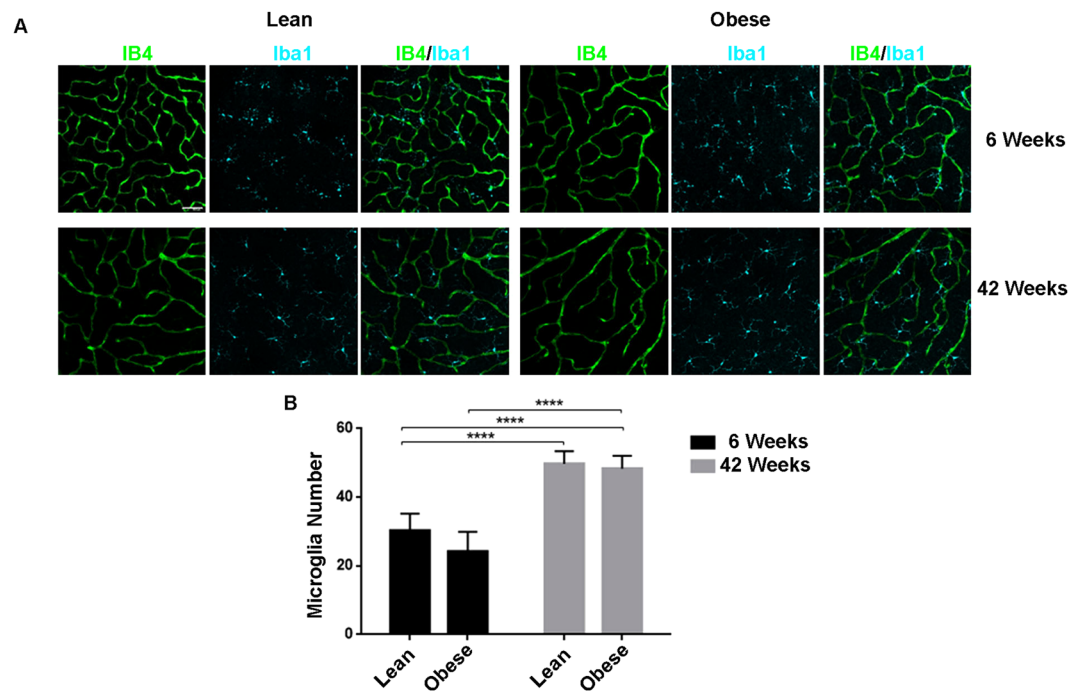 A
Lean
Obese
IB4 Iba1 IB4/Iba1 IB4 Iba1 IB4/Iba1
6 Weeks
42 Weeks
B
****
****
****
60
40
20
0
Microglia Number
Lean
Obese
Lean
Obese
6 Weeks
42 Weeks